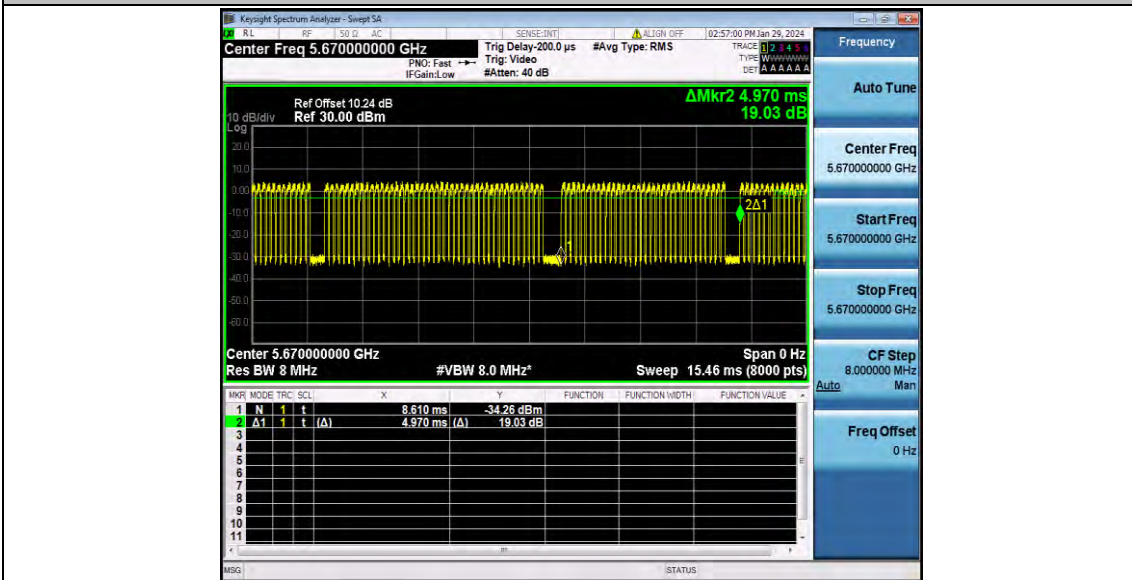 Keysight Spectrum Analyzer - Swept SA
RL RF 50 Ω AC SENSE:INT ALIGN OFF 02:57:00 PM Jan 29, 2024
Center Freq 5.670000000 GHz
PNO: Fast
IFGain:Low
Trig Delay-200.0 µs
Trig: Video
#Atten: 40 dB
#Avg Type: RMS
TRACE 1 2 3 4 5 6
TYPE WWWWWW
DET A A A A A A
Frequency
Auto Tune
Center Freq
5.670000000 GHz
Start Freq
5.670000000 GHz
Stop Freq
5.670000000 GHz
CF Step
8.000000 MHz
Auto Man
Freq Offset
0 Hz
ΔMkr2 4.970 ms
19.03 dB
Ref Offset 10.24 dB
10 dB/div Ref 30.00 dBm
Log
20.0
10.0
0.00
-10.0
-20.0
-30.0
-40.0
-50.0
-60.0
2Δ1
1
Center 5.670000000 GHz Span 0 Hz
Res BW 8 MHz #VBW 8.0 MHz* Sweep 15.46 ms (8000 pts)
MKR MODE TRC SCL X Y FUNCTION FUNCTION WIDTH FUNCTION VALUE
1 N 1 t 8.610 ms -34.26 dBm
2 Δ1 1 t (Δ) 4.970 ms (Δ) 19.03 dB
3
4
5
6
7
8
9
10
11
MSG STATUS